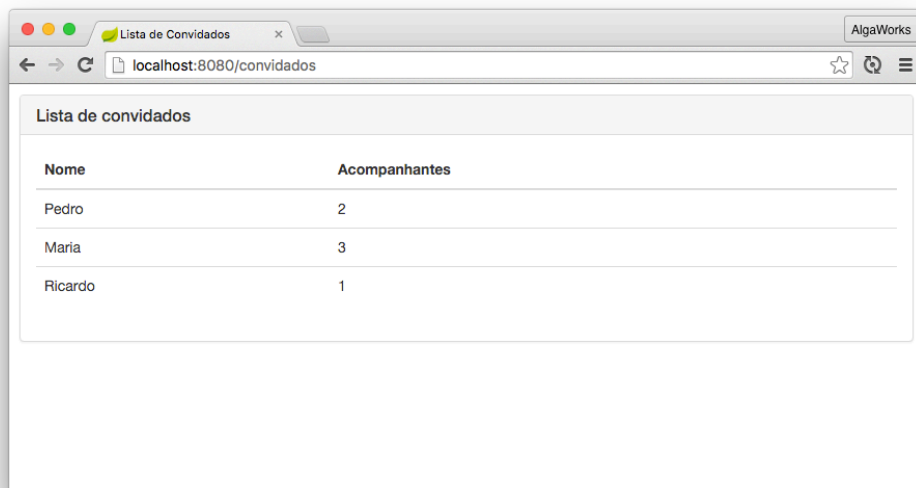 Lista de Convidados
AlgaWorks
localhost:8080/convidados
Lista de convidados
Nome Acompanhantes
Pedro 2
Maria 3
Ricardo 1